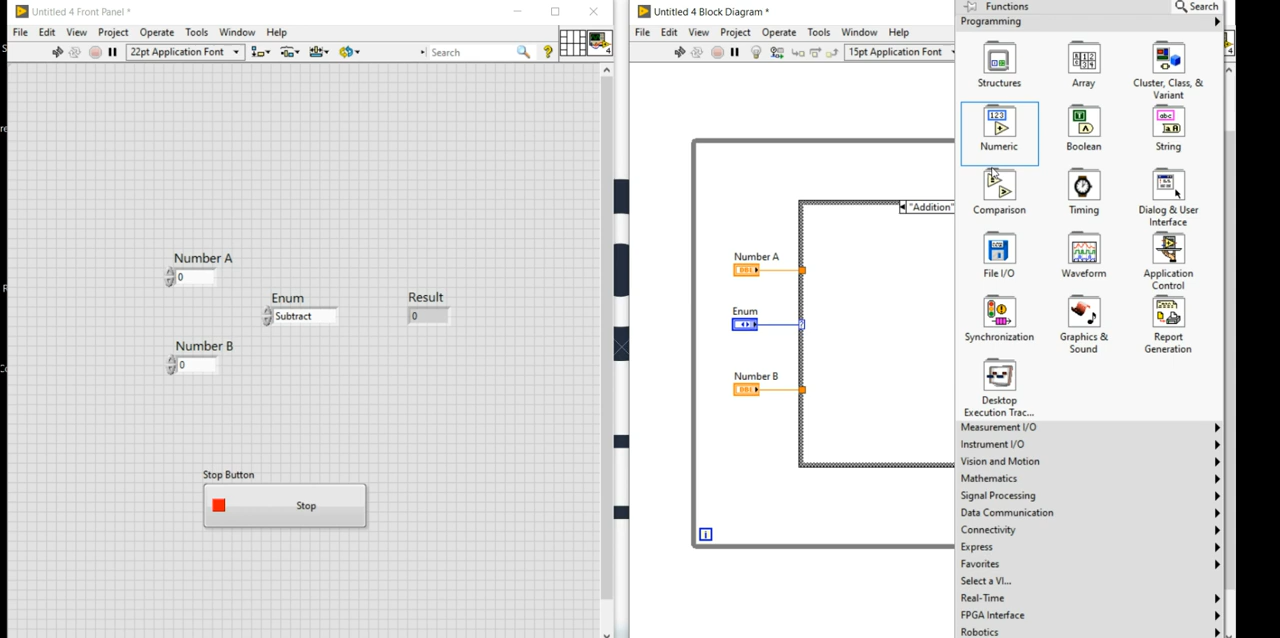 Untitled 4 Front Panel *
File Edit View Project Operate Tools Window Help
22pt Application Font
Search
?
4
Number A
0
Enum
Subtract
Result
0
Number B
0
Stop Button
Stop
Untitled 4 Block Diagram *
File Edit View Project Operate Tools Window Help
15pt Application Font
4
"Addition"
Number A
DBL
Enum
?
Number B
DBL
i
Functions
Search
Programming
Structures
Array
Cluster, Class, &
Variant
123
Numeric
Boolean
abc
aA
String
Comparison
Timing
Dialog & User
Interface
File I/O
Waveform
Application
Control
Synchronization
Graphics &
Sound
Report
Generation
Desktop
Execution Trac...
Measurement I/O
Instrument I/O
Vision and Motion
Mathematics
Signal Processing
Data Communication
Connectivity
Express
Favorites
Select a VI...
Real-Time
FPGA Interface
Robotics